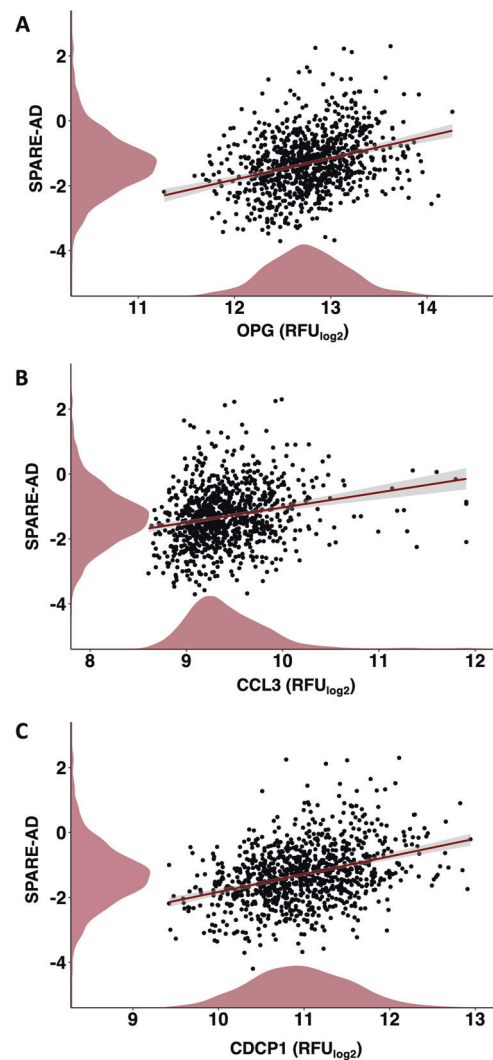 A
2
0
-2
-4
SPARE-AD
11 12 13 14
OPG (RFUlog2)
B
2
0
-2
-4
SPARE-AD
8 9 10 11 12
CCL3 (RFUlog2)
C
2
0
-2
-4
SPARE-AD
9 10 11 12 13
CDCP1 (RFUlog2)